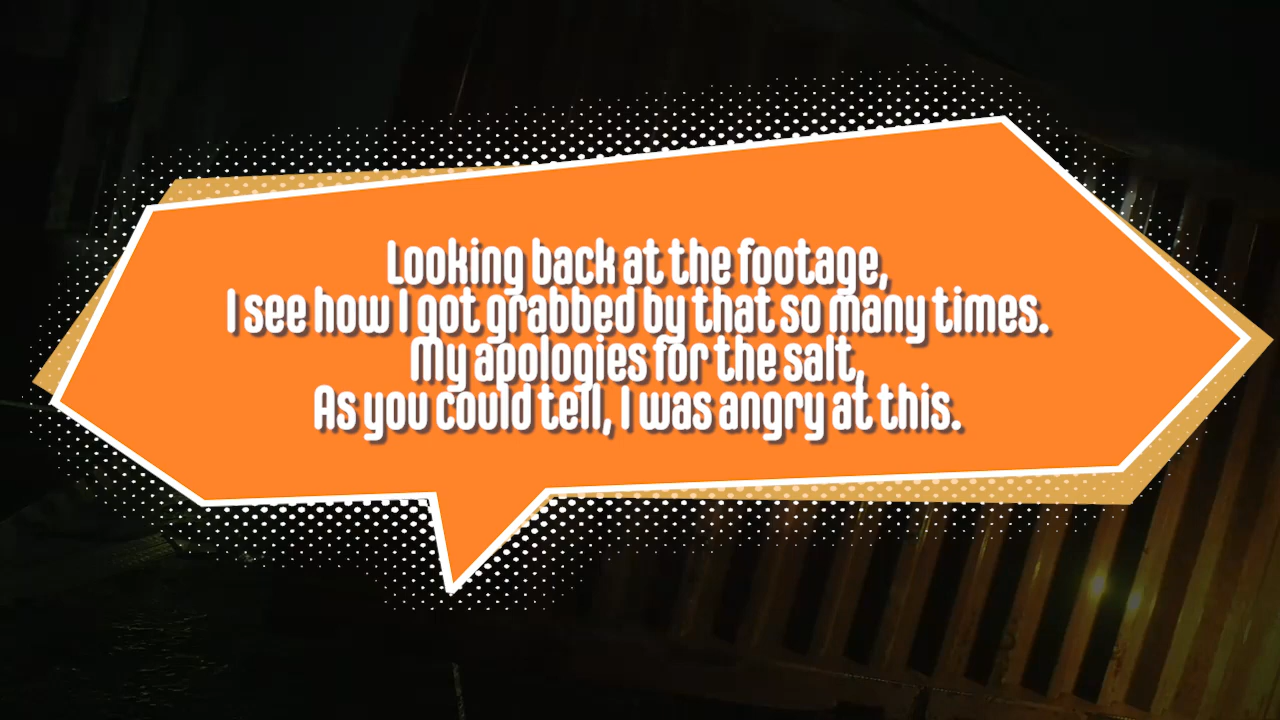 Looking back at the footage,
I see how I got grabbed by that so many times.
My apologies for the salt,
As you could tell, I was angry at this.